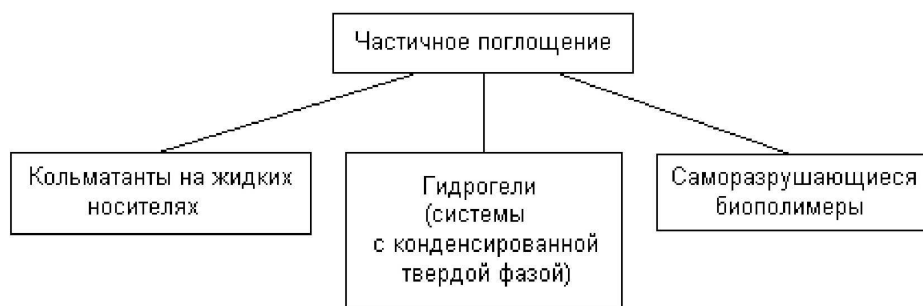 Частичное поглощение
Кольматанты на жидких
носителях
Гидрогели
(системы
с конденсированной
твердой фазой)
Саморазрушающиеся
биополимеры